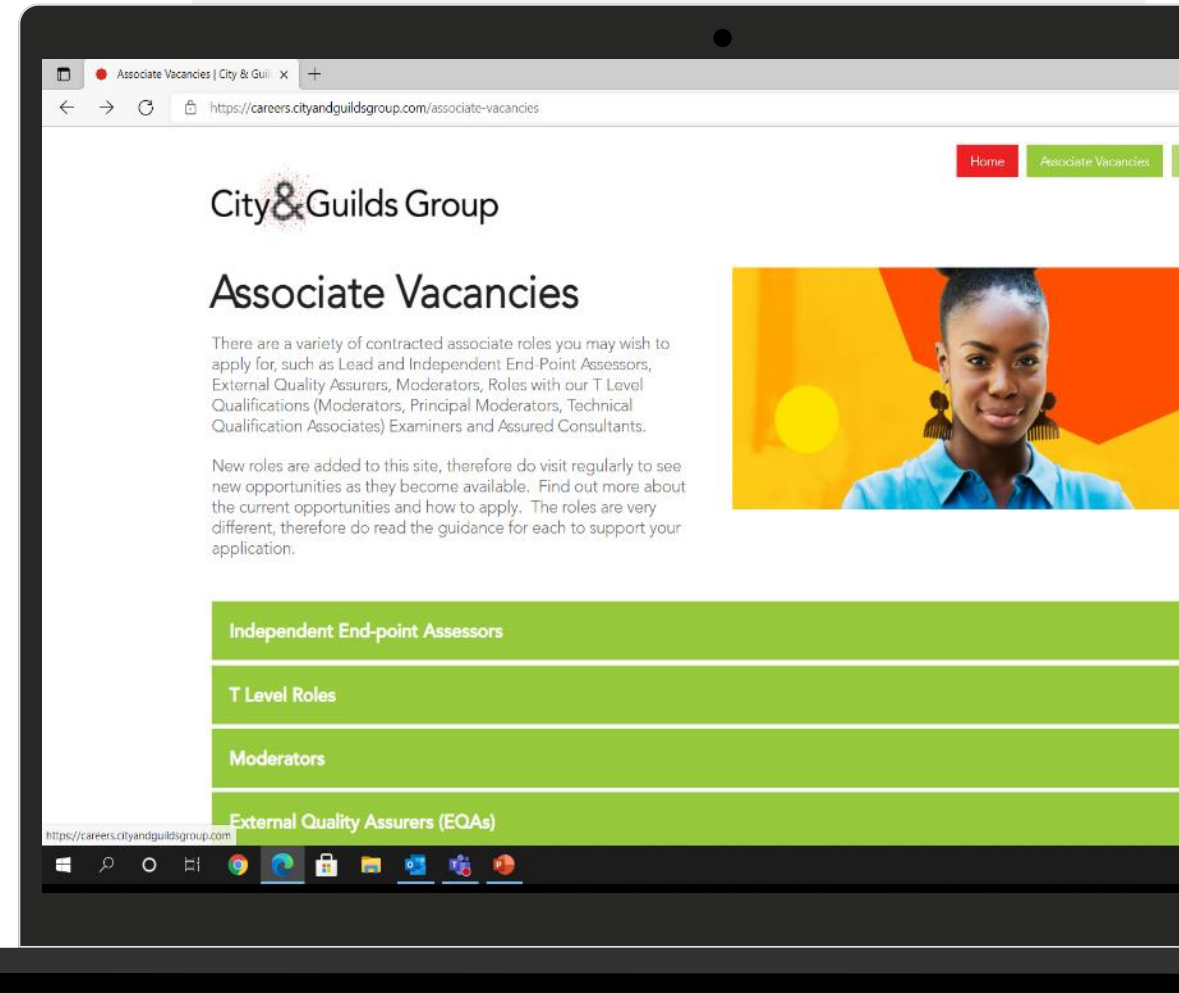 Associate Vacancies | City & Guil
https://careers.cityandguildsgroup.com/associate-vacancies
Home
Associate Vacancies
City&Guilds Group
Associate Vacancies
There are a variety of contracted associate roles you may wish to
apply for, such as Lead and Independent End-Point Assessors,
External Quality Assurers, Moderators, Roles with our T Level
Qualifications (Moderators, Principal Moderators, Technical
Qualification Associates) Examiners and Assured Consultants.
New roles are added to this site, therefore do visit regularly to see
new opportunities as they become available.  Find out more about
the current opportunities and how to apply.  The roles are very
different, therefore do read the guidance for each to support your
application.
Independent End-point Assessors
T Level Roles
Moderators
External Quality Assurers (EQAs)
https://careers.cityandguildsgroup.com